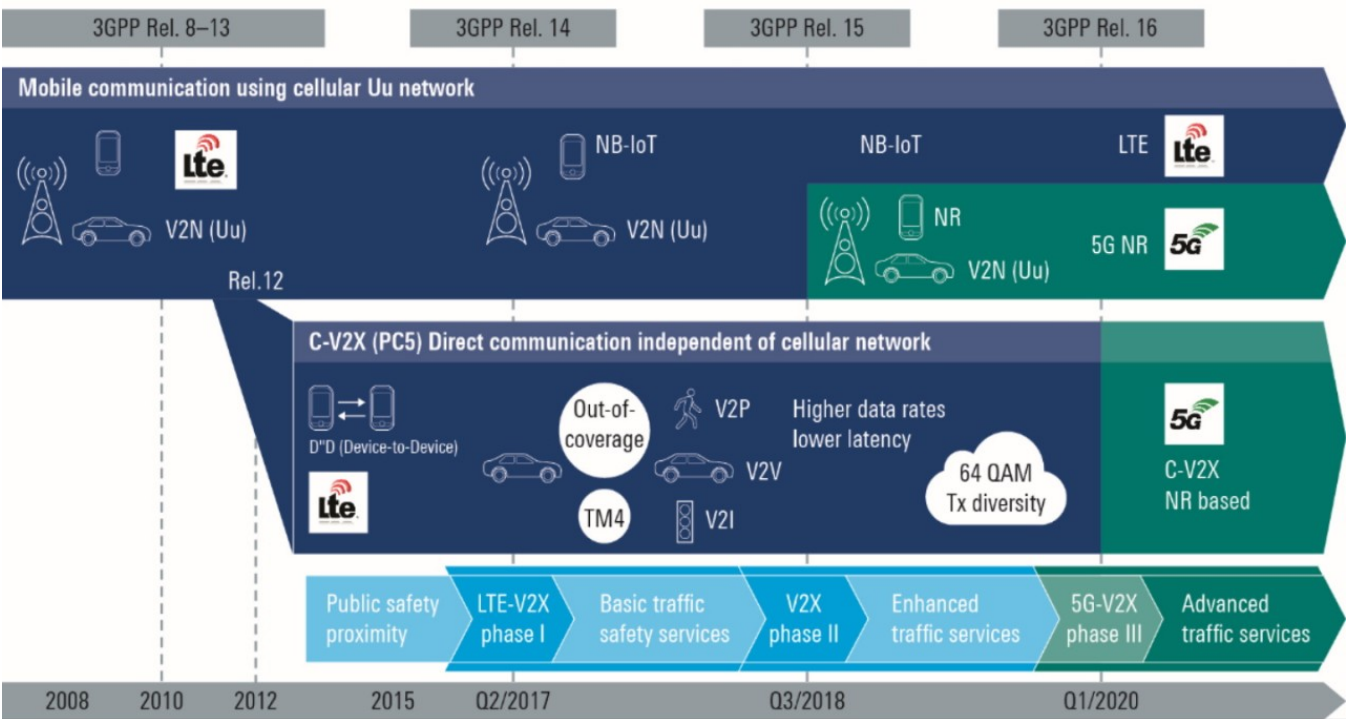 3GPP Rel. 8–13
3GPP Rel. 14
3GPP Rel. 15
3GPP Rel. 16
Mobile communication using cellular Uu network
Lte
V2N (Uu)
Rel.12
NB-IoT
V2N (Uu)
NB-IoT
LTE
Lte
NR
V2N (Uu)
5G NR
5G
C-V2X (PC5) Direct communication independent of cellular network
D"D (Device-to-Device)
Lte
Out-of-
coverage
TM4
V2P
V2V
V2I
Higher data rates
lower latency
64 QAM
Tx diversity
5G
C-V2X
NR based
Public safety
proximity
LTE-V2X
phase I
Basic traffic
safety services
V2X
phase II
Enhanced
traffic services
5G-V2X
phase III
Advanced
traffic services
2008
2010
2012
2015
Q2/2017
Q3/2018
Q1/2020